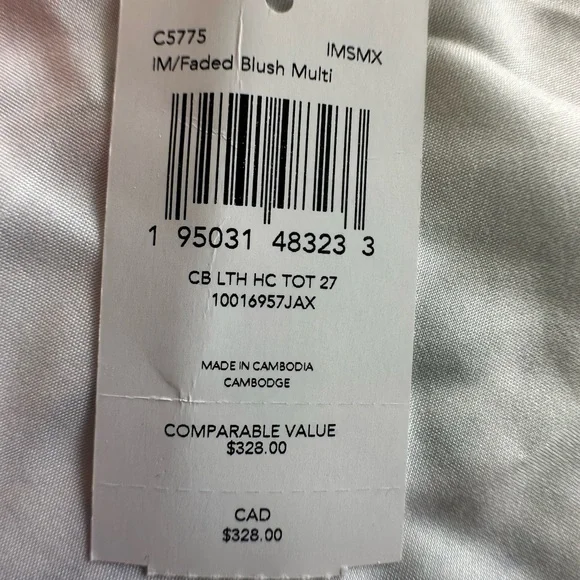 C5775 IMSMX
IM/Faded Blush Multi
1 95031 48323 3
CB LTH HC TOT 27
10016957JAX
MADE IN CAMBODIA
CAMBODGE
COMPARABLE VALUE
$328.00
CAD
$328.00